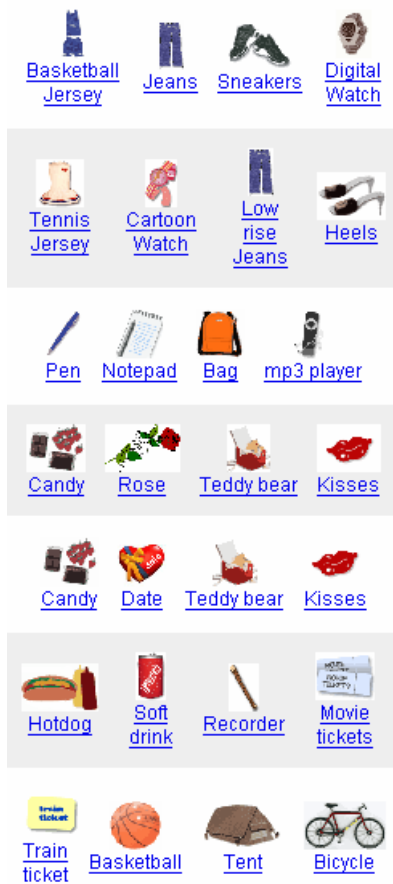 Basketball Jersey
Jeans
Sneakers
Digital Watch
Tennis Jersey
Cartoon Watch
Low rise Jeans
Heels
Pen
Notepad
Bag
mp3 player
Candy
Rose
Teddy bear
Kisses
Candy
Date
Teddy bear
Kisses
Hotdog
Soft drink
Recorder
Movie tickets
train ticket
Train ticket
Basketball
Tent
Bicycle